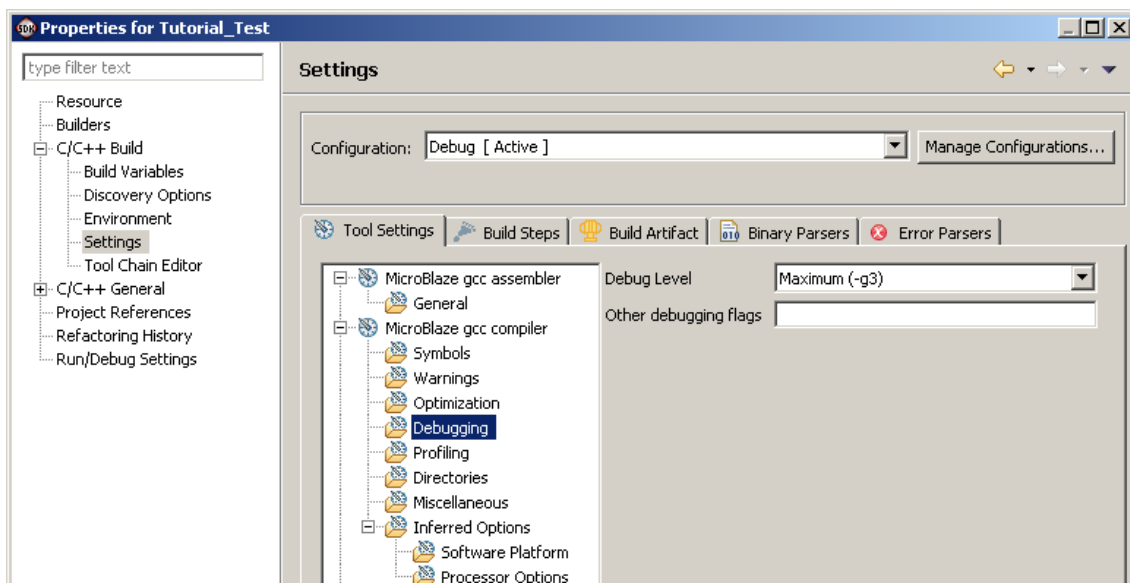 SDK Properties for Tutorial_Test
type filter text
Resource
Builders
C/C++ Build
Build Variables
Discovery Options
Environment
Settings
Tool Chain Editor
C/C++ General
Project References
Refactoring History
Run/Debug Settings
Settings
Configuration: Debug [ Active ] Manage Configurations...
Tool Settings Build Steps Build Artifact 010 Binary Parsers Error Parsers
MicroBlaze gcc assembler
General
MicroBlaze gcc compiler
Symbols
Warnings
Optimization
Debugging
Profiling
Directories
Miscellaneous
Inferred Options
Software Platform
Processor Options
Debug Level Maximum (-g3)
Other debugging flags